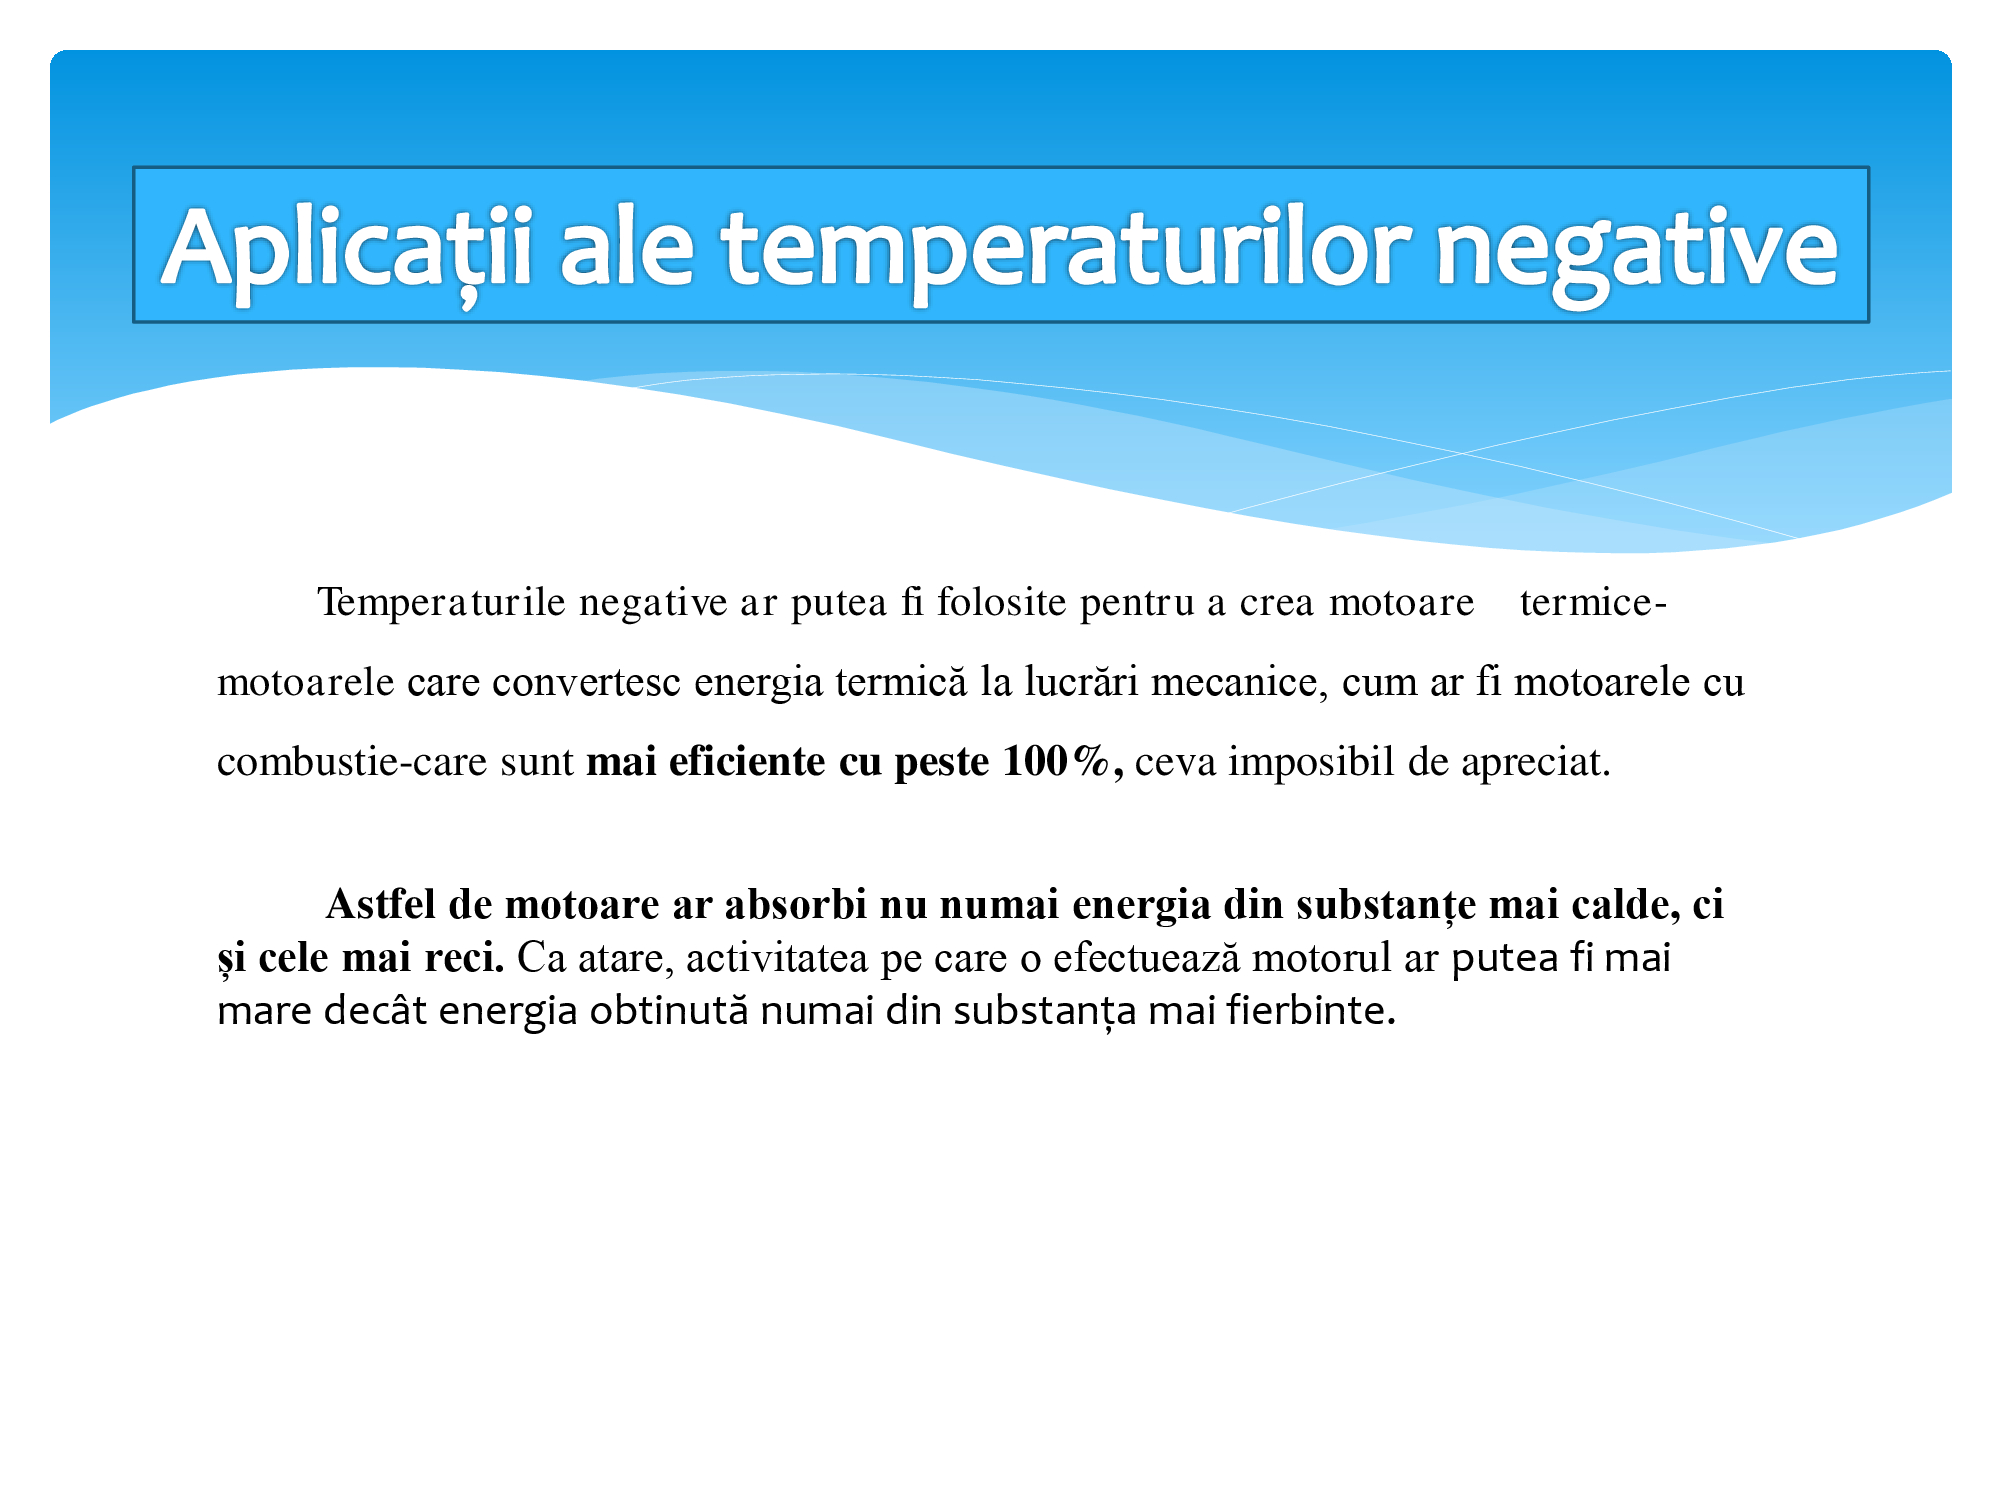 Aplicații ale temperaturilor negative
Temperaturile negative ar putea fi folosite pentru a crea motoare termice-
motoarele care convertesc energia termică la lucrări mecanice, cum ar fi motoarele cu
combustie-care sunt mai eficiente cu peste 100%, ceva imposibil de apreciat.
Astfel de motoare ar absorbi nu numai energia din substanțe mai calde, ci
și cele mai reci. Ca atare, activitatea pe care o efectuează motorul ar putea fi mai
mare decât energia obtinută numai din substanța mai fierbinte.